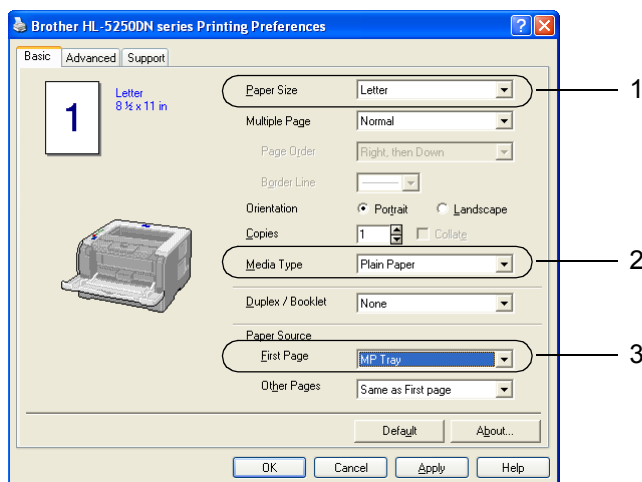 Brother HL-5250DN series Printing Preferences
Basic Advanced Support
1
Letter
8 ½ x 11 in
Paper Size Letter 1
Multiple Page Normal
Page Order Right, then Down
Border Line
Orientation Portrait Landscape
Copies 1 Collate
Media Type Plain Paper 2
Duplex / Booklet None
Paper Source
First Page MP Tray 3
Other Pages Same as First page
Default About...
OK Cancel Apply Help